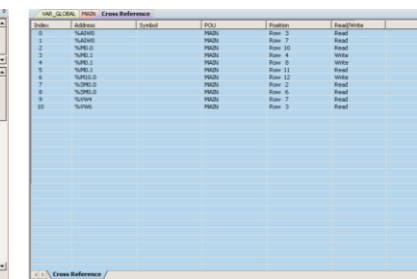 VAR_GLOBAL MAIN Cross Reference
Index Address Symbol POU Position Read/Write
0 %AIW0 MAIN Row 3 Read
1 %AIW0 MAIN Row 7 Read
2 %M0.0 MAIN Row 10 Read
3 %M0.1 MAIN Row 4 Write
4 %M0.1 MAIN Row 8 Write
5 %M0.1 MAIN Row 11 Read
6 %M10.0 MAIN Row 12 Write
7 %SM0.0 MAIN Row 2 Read
8 %SM0.0 MAIN Row 6 Read
9 %VW4 MAIN Row 7 Read
10 %VW6 MAIN Row 3 Read
Cross Reference